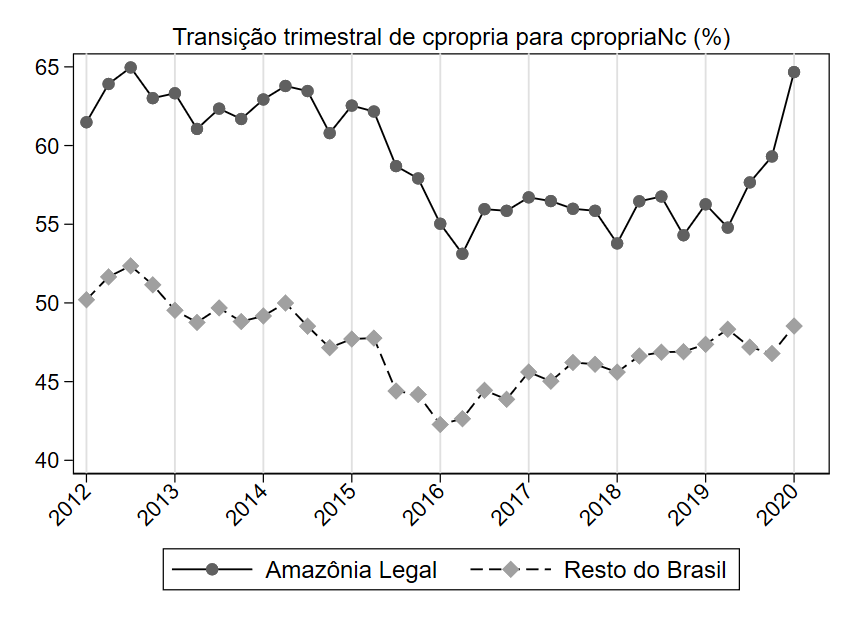 Transição trimestral de cpropria para cpropriaNc (%)
65
60
55
50
45
40
2012 2013 2014 2015 2016 2017 2018 2019 2020
Amazônia Legal Resto do Brasil